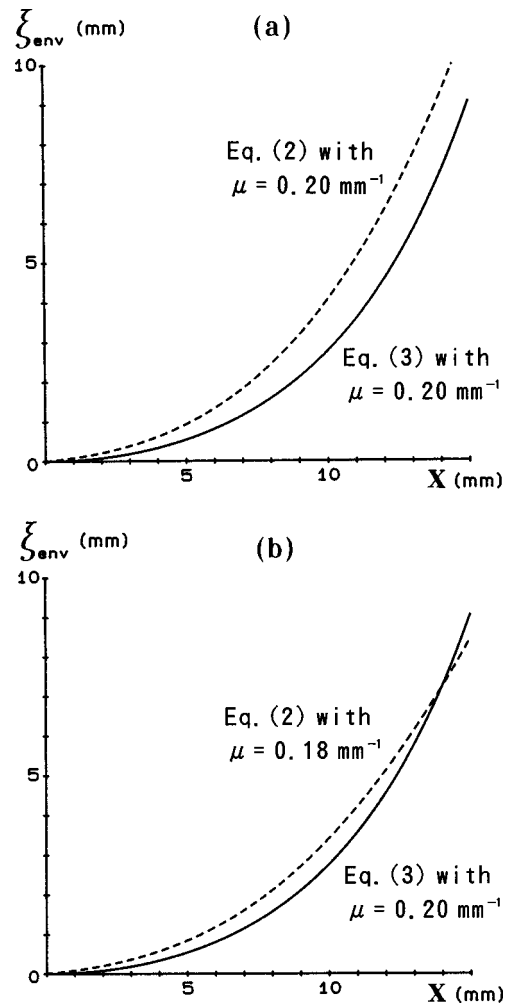 ξenv (mm)
(a)
10
Eq. (2) with
μ = 0.20 mm⁻¹
5
Eq. (3) with
μ = 0.20 mm⁻¹
0
5
10
X (mm)
ξenv (mm)
(b)
10
Eq. (2) with
μ = 0.18 mm⁻¹
5
Eq. (3) with
μ = 0.20 mm⁻¹
0
5
10
X (mm)